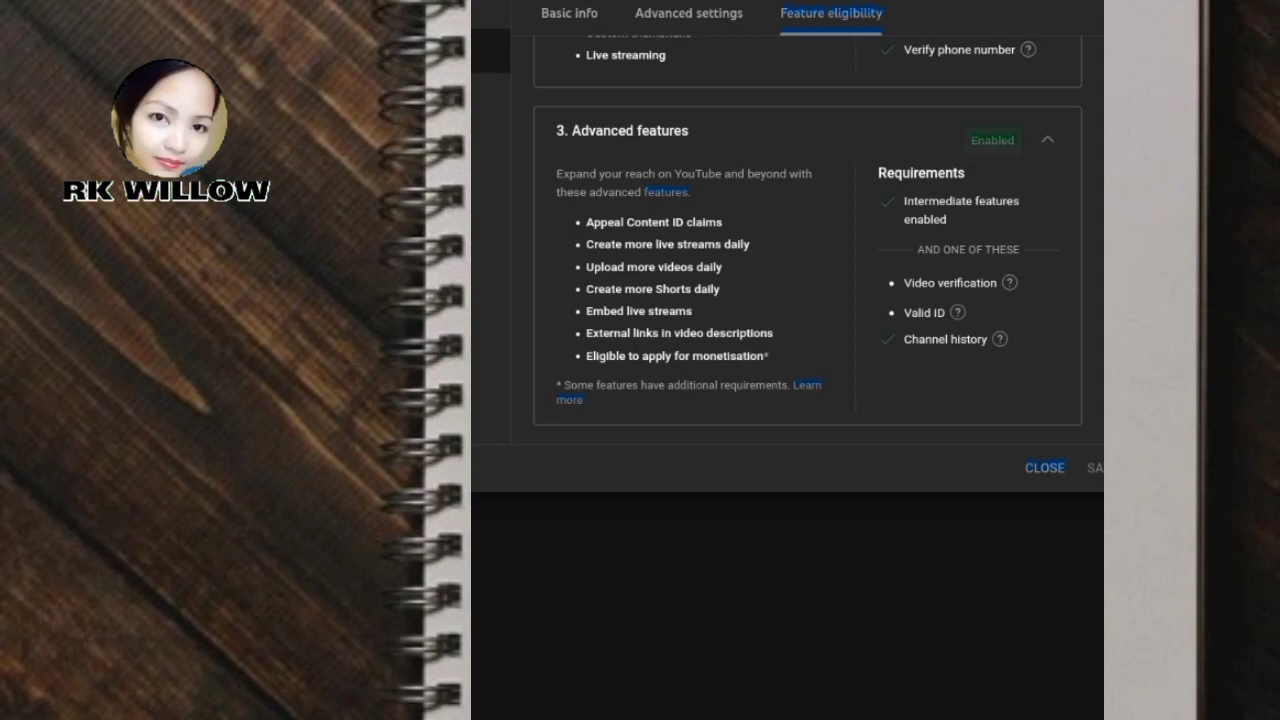 RK WILLOW
Basic info Advanced settings Feature eligibility
Live streaming
Verify phone number
3. Advanced features
Enabled
Expand your reach on YouTube and beyond with
these advanced features.
Appeal Content ID claims
Create more live streams daily
Upload more videos daily
Create more Shorts daily
Embed live streams
External links in video descriptions
Eligible to apply for monetisation*
* Some features have additional requirements. Learn
more
Requirements
Intermediate features
enabled
AND ONE OF THESE
Video verification
Valid ID
Channel history
CLOSE SA